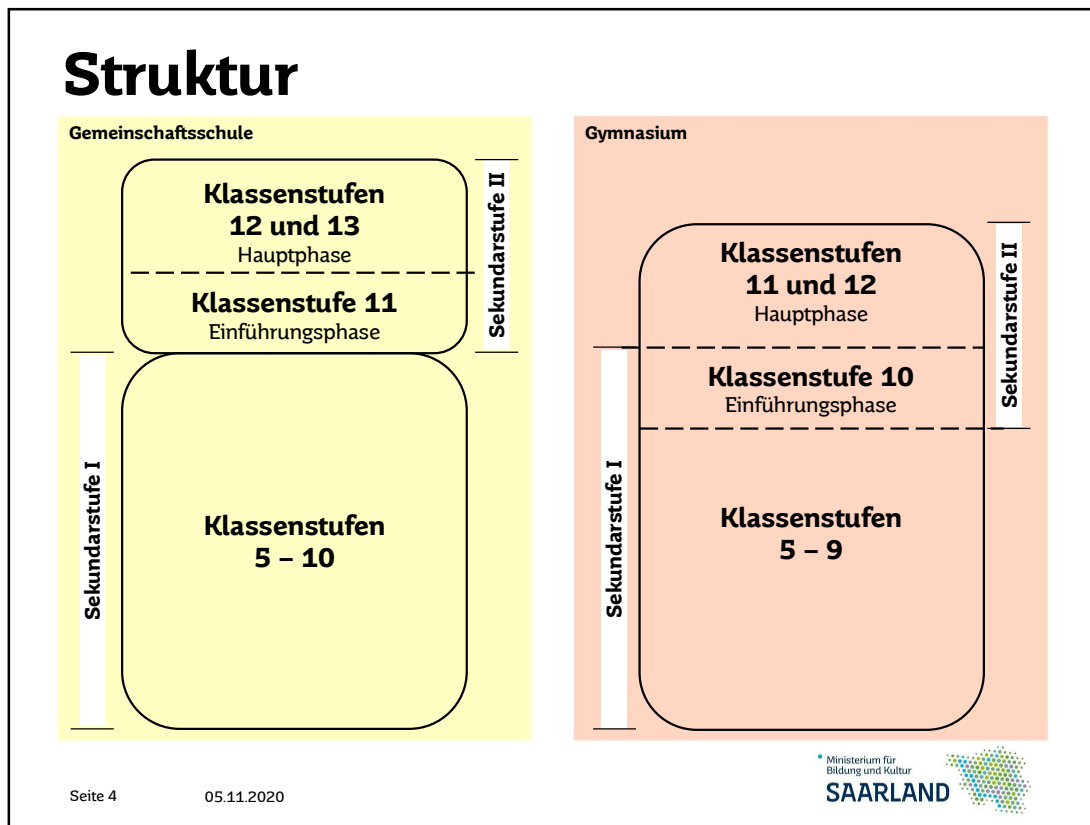 Struktur
Gemeinschaftsschule
Klassenstufen
12 und 13
Hauptphase
Klassenstufe 11
Einführungsphase
Sekundarstufe II
Klassenstufen
5 – 10
Sekundarstufe I
Gymnasium
Klassenstufen
11 und 12
Hauptphase
Klassenstufe 10
Einführungsphase
Sekundarstufe II
Klassenstufen
5 – 9
Sekundarstufe I
Seite 4
05.11.2020
Ministerium für
Bildung und Kultur
SAARLAND